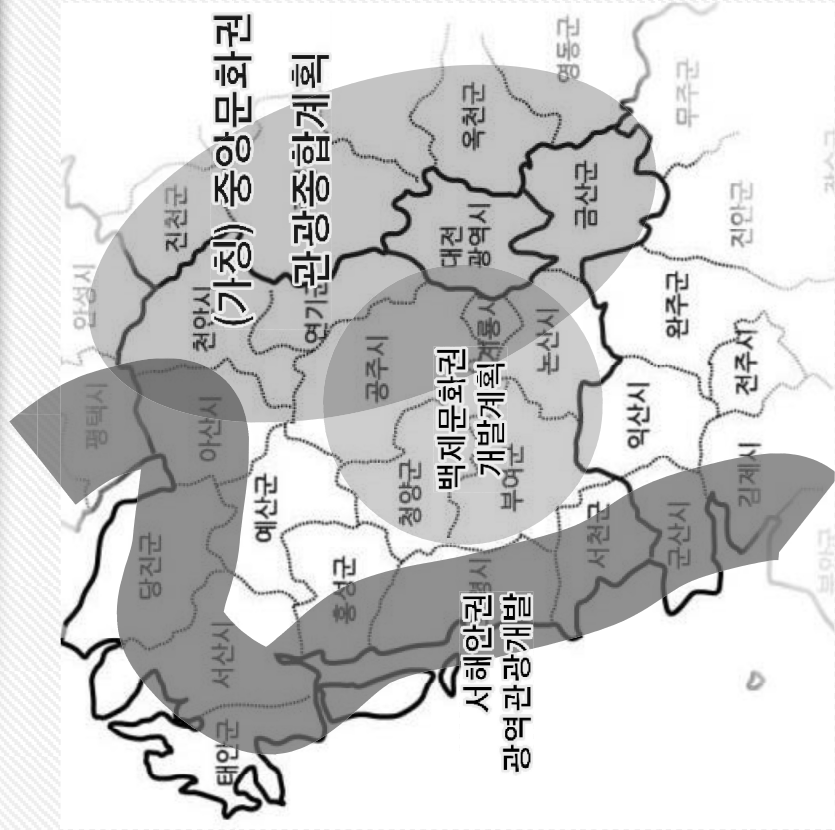 (가칭) 중앙문화권
관광종합계획
백제문화권
개발계획
서해안권
광역관광개발
안성시
진천군
옥천군
영동군
평택시
천안시
연기군
대전
광역시
금산군
무주군
아산시
공주시
계룡시
논산시
진안군
완주군
당진군
예산군
청양군
부여군
익산시
전주시
서산시
홍성군
서천군
군산시
김제시
태안군